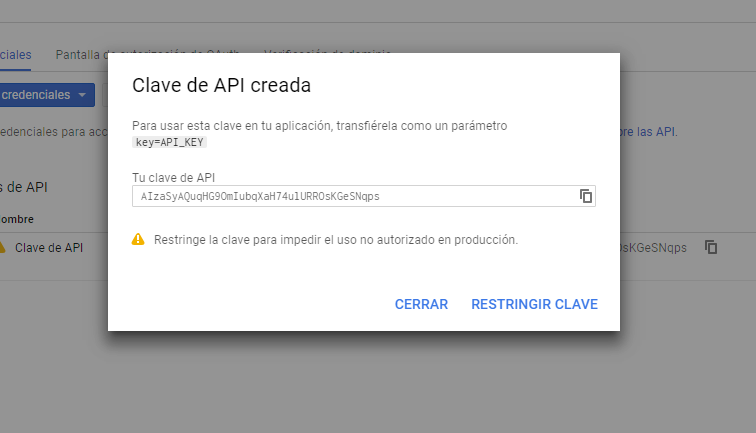 ciales Pantalla de autorización de OAuth Verificación de dominio
Clave de API creada
credenciales
Para usar esta clave en tu aplicación, transfiérela como un parámetro
edenciales para acc bre las API.
key=API_KEY
Tu clave de API
s de API
AIzaSyAQuqHG9OmIubqXaH74ulURROsKGeSNqps
ombre
Restringe la clave para impedir el uso no autorizado en producción.
Clave de API sKGeSNqps
CERRAR RESTRINGIR CLAVE